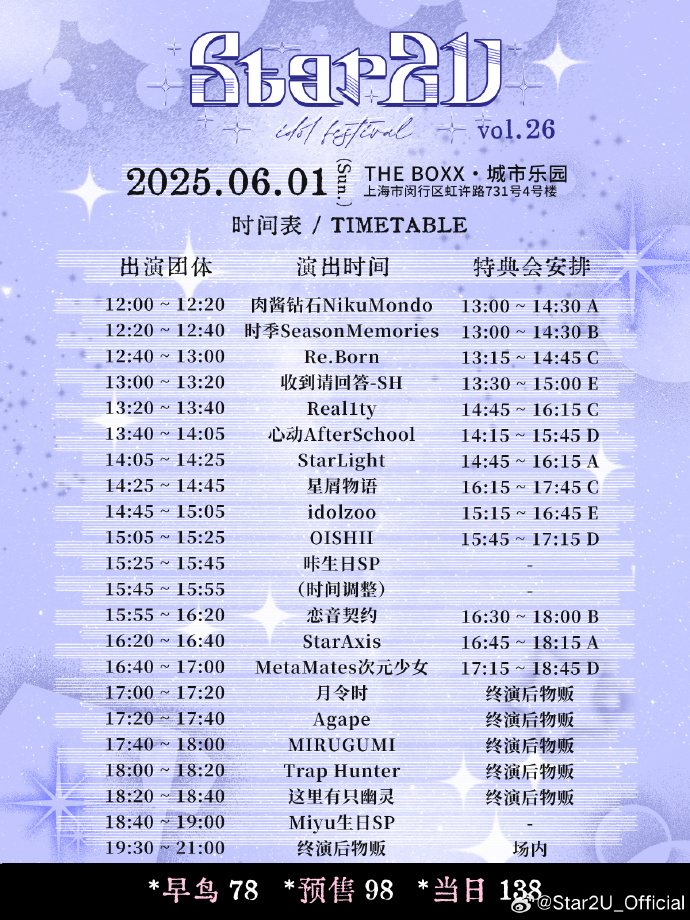 Star2U
idol festival vol.26
2025.06.01 (Sun.) THE BOXX・城市乐园
上海市闵行区虹许路731号4号楼
时间表 / TIMETABLE
出演团体 演出时间 特典会安排
12:00 ~ 12:20 肉酱钻石NikuMondo 13:00 ~ 14:30 A
12:20 ~ 12:40 时季SeasonMemories 13:00 ~ 14:30 B
12:40 ~ 13:00 Re.Born 13:15 ~ 14:45 C
13:00 ~ 13:20 收到请回答-SH 13:30 ~ 15:00 E
13:20 ~ 13:40 Real1ty 14:45 ~ 16:15 C
13:40 ~ 14:05 心动AfterSchool 14:15 ~ 15:45 D
14:05 ~ 14:25 StarLight 14:45 ~ 16:15 A
14:25 ~ 14:45 星屑物语 16:15 ~ 17:45 C
14:45 ~ 15:05 idolzoo 15:15 ~ 16:45 E
15:05 ~ 15:25 OISHII 15:45 ~ 17:15 D
15:25 ~ 15:45 咔生日SP -
15:45 ~ 15:55 （时间调整） -
15:55 ~ 16:20 恋音契约 16:30 ~ 18:00 B
16:20 ~ 16:40 StarAxis 16:45 ~ 18:15 A
16:40 ~ 17:00 MetaMates次元少女 17:15 ~ 18:45 D
17:00 ~ 17:20 月令时 终演后物贩
17:20 ~ 17:40 Agape 终演后物贩
17:40 ~ 18:00 MIRUGUMI 终演后物贩
18:00 ~ 18:20 Trap Hunter 终演后物贩
18:20 ~ 18:40 这里有只幽灵 终演后物贩
18:40 ~ 19:00 Miyu生日SP -
19:30 ~ 21:00 终演后物贩 场内
*早鸟 78 *预售 98 *当日 138
@Star2U_Official